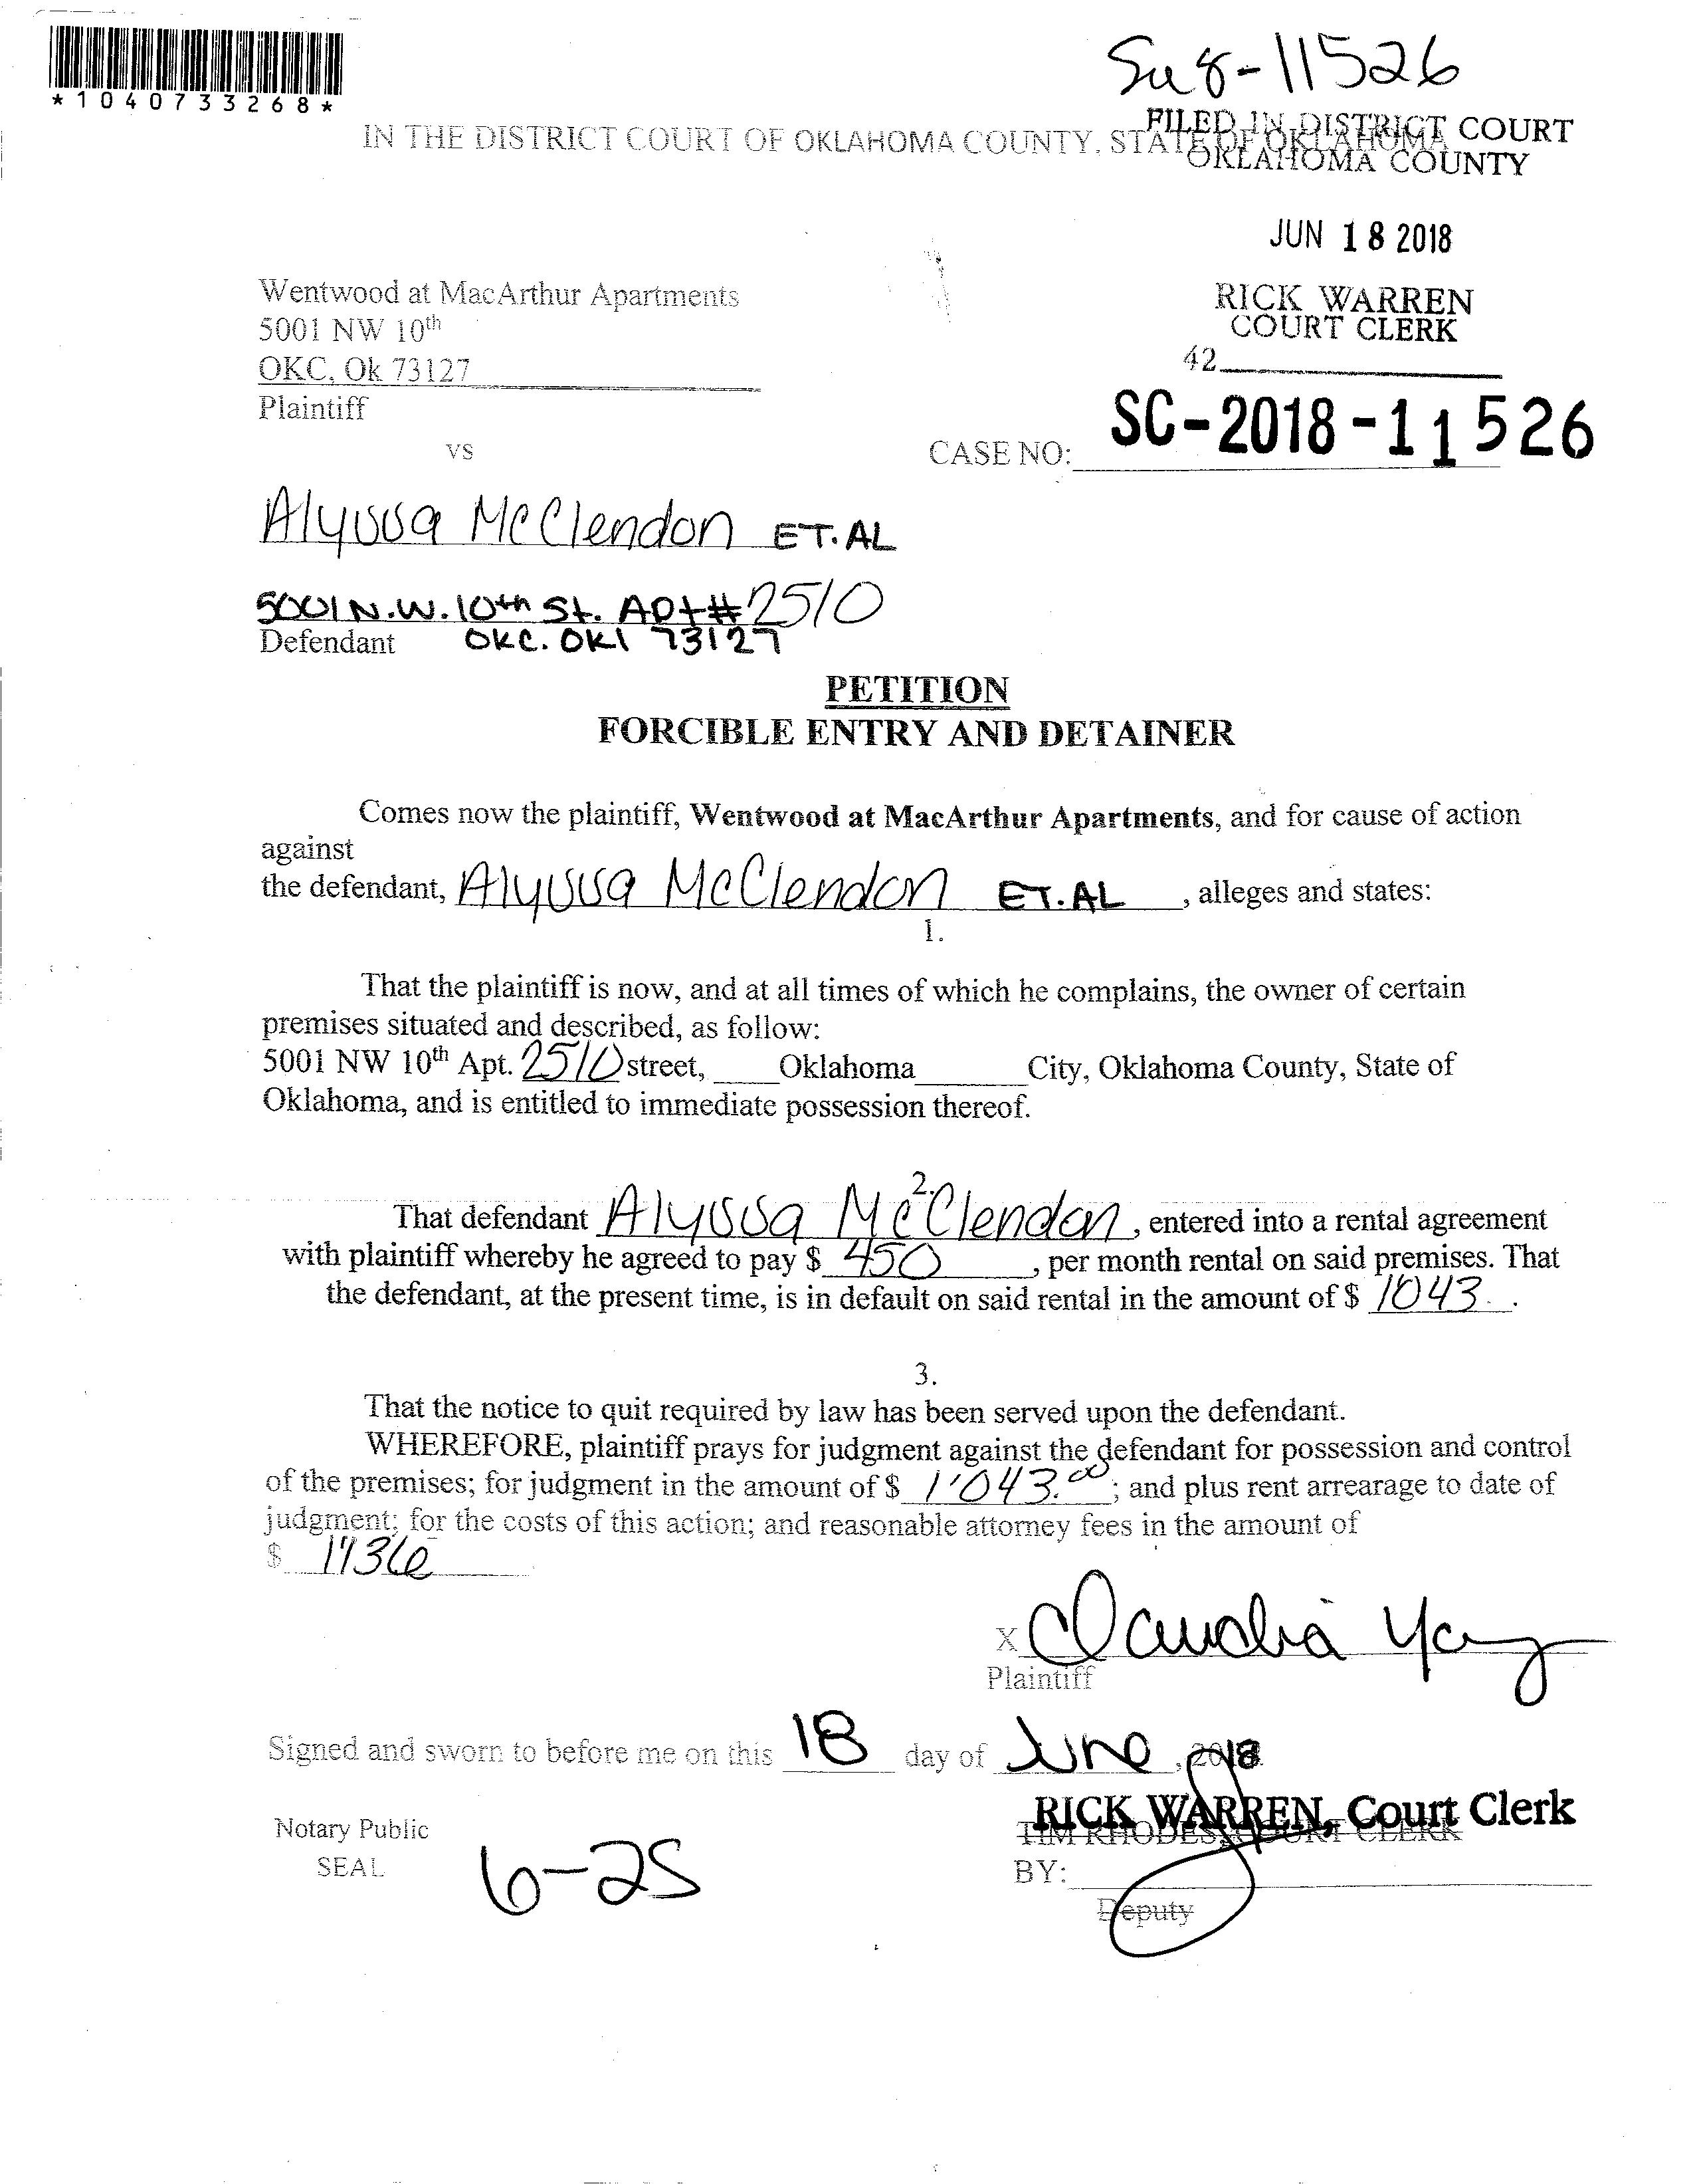 *1040733268*
Su 8-11526
IN THE DISTRICT COURT OF OKLAHOMA COUNTY, STATE OF OKLAHOMA
FILED IN DISTRICT COURT
OKLAHOMA COUNTY
JUN 18 2018
RICK WARREN
COURT CLERK
42
Wentwood at MacArthur Apartments
5001 NW 10th
OKC, Ok 73127
Plaintiff
VS
CASE NO: SC-2018-11526
Alyssa McClendon ET.AL
5001 N.W. 10th St. Apt# 2510
Defendant OKC. OKl 73127
PETITION
FORCIBLE ENTRY AND DETAINER
Comes now the plaintiff, Wentwood at MacArthur Apartments, and for cause of action
against
the defendant, Alyssa McClendon ET.AL , alleges and states:
1.
That the plaintiff is now, and at all times of which he complains, the owner of certain
premises situated and described, as follow:
5001 NW 10th Apt. 2510 street, Oklahoma City, Oklahoma County, State of
Oklahoma, and is entitled to immediate possession thereof.
2.
That defendant Alyssa McClendon, entered into a rental agreement
with plaintiff whereby he agreed to pay $ 450 , per month rental on said premises. That
the defendant, at the present time, is in default on said rental in the amount of $ 1043 .
3.
That the notice to quit required by law has been served upon the defendant.
WHEREFORE, plaintiff prays for judgment against the defendant for possession and control
of the premises; for judgment in the amount of $ 1'043.00 ; and plus rent arrearage to date of
judgment; for the costs of this action; and reasonable attorney fees in the amount of
$
x Claudia
Plaintiff
Signed and sworn to before me on this 18 day of June, 2018
RICK WARREN, Court Clerk
TIM RHODES, COURT CLERK
Notary Public
SEAL
6-25
BY:
Deputy